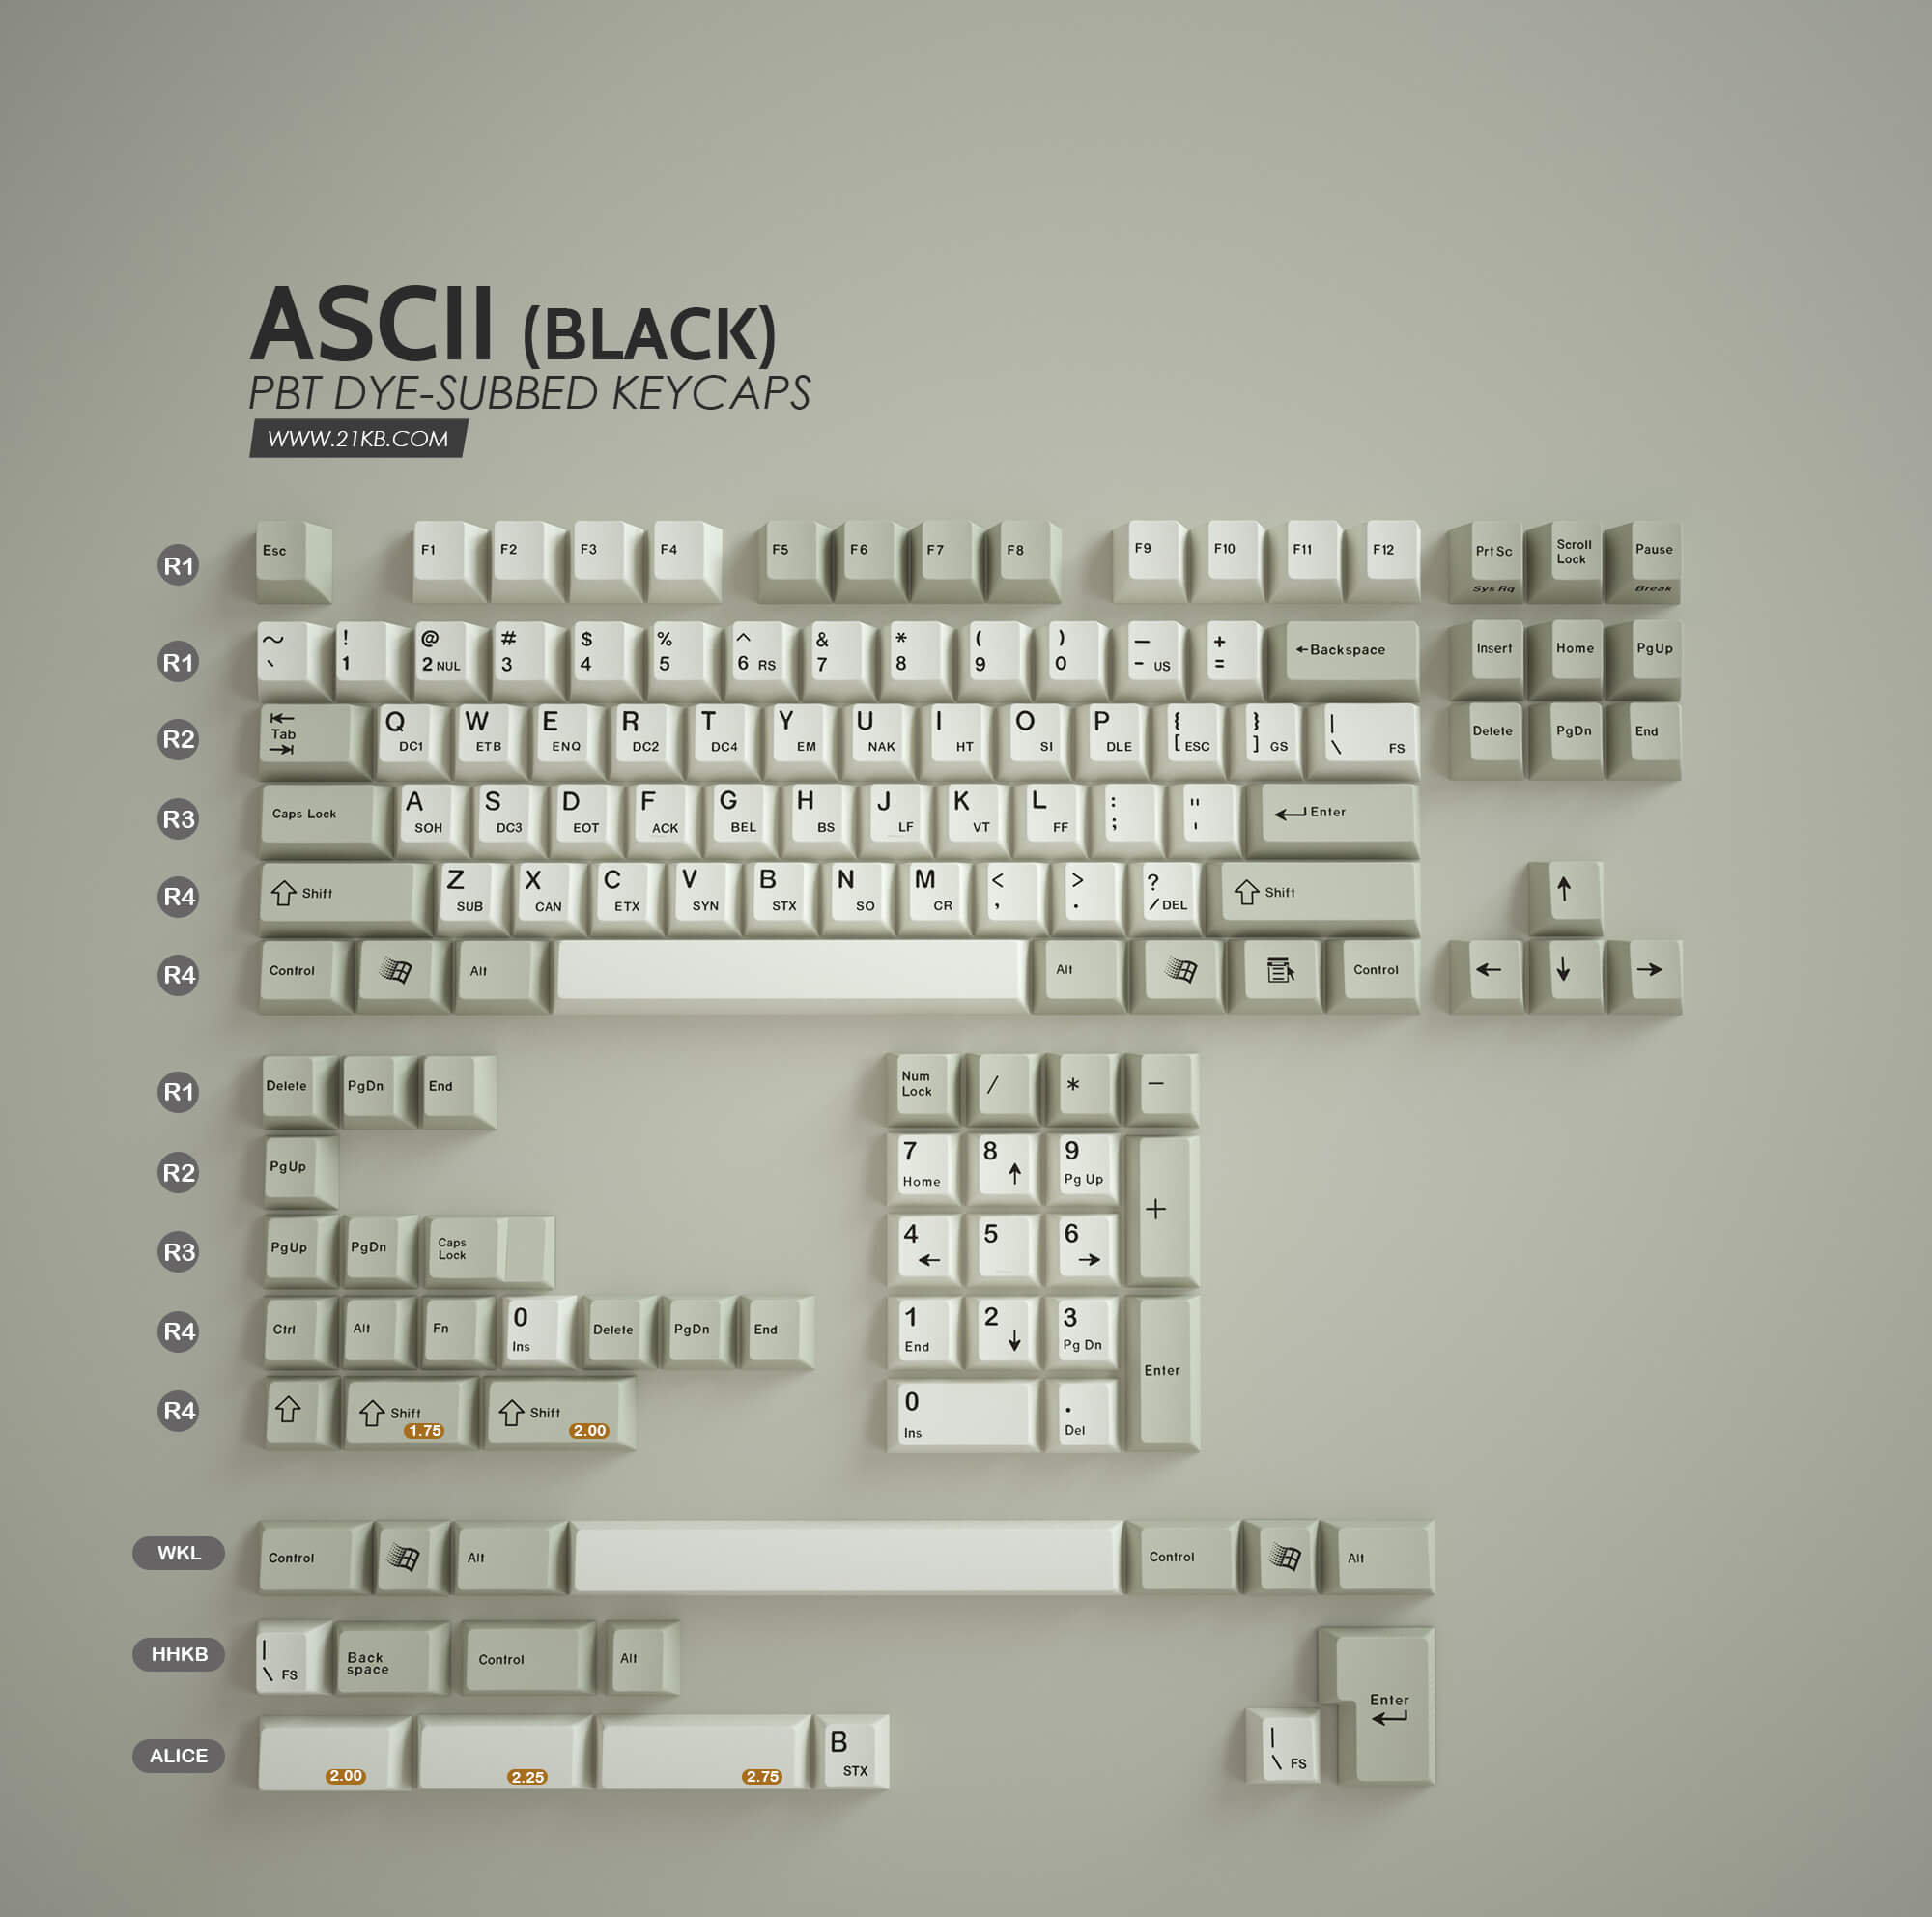 ASCII (BLACK)
PBT DYE-SUBBED KEYCAPS
WWW.21KB.COM
R1 Esc F1 F2 F3 F4 F5 F6 F7 F8 F9 F10 F11 F12 PrtSc Scroll Lock Pause
Sys Rq Break
~ ! @ # $ % ^ & * ( ) — +
R1 ` 1 2 NUL 3 4 5 6 RS 7 8 9 0 - US = ←Backspace Insert Home PgUp
Q W E R T Y U I O P { } |
R2 Tab DC1 ETB ENQ DC2 DC4 EM NAK HT SI DLE [ ESC ] GS \ FS Delete PgDn End
A S D F G H J K L : "
R3 Caps Lock SOH DC3 EOT ACK BEL BS LF VT FF ; ' Enter
Z X C V B N M < > ?
R4 Shift SUB CAN ETX SYN STX SO CR , . / DEL Shift ↑
R4 Control Alt Alt Control ← ↓ →
R1 Delete PgDn End Num Lock / * −
7 8 9
R2 PgUp Home ↑ Pg Up +
4 5 6
R3 PgUp PgDn Caps Lock ← →
0 1 2 3
R4 Ctrl Alt Fn Ins Delete PgDn End End ↓ Pg Dn Enter
0 .
R4 Shift 1.75 Shift 2.00 Ins Del
WKL Control Alt Control Alt
HHKB | \ FS Back space Control Alt Enter
ALICE 2.00 2.25 2.75 B STX | \ FS